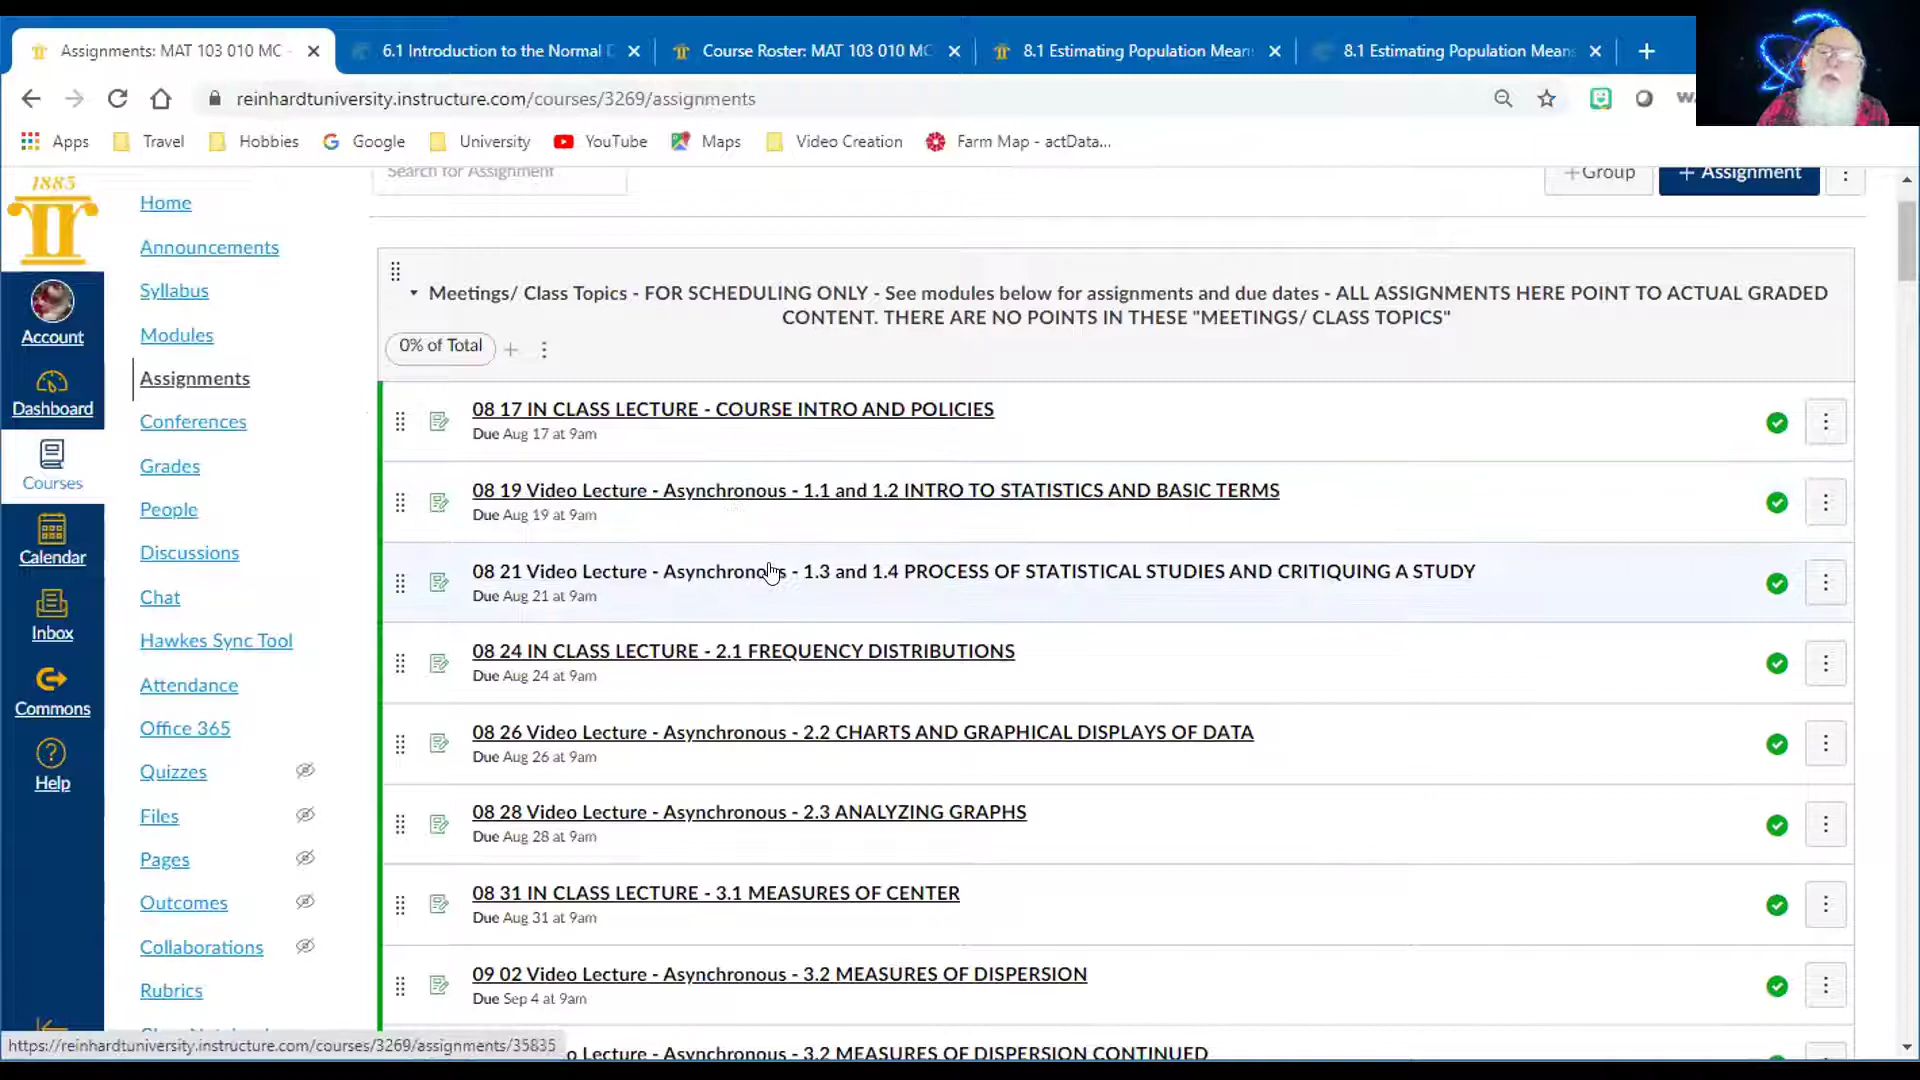 Assignments: MAT 103 010 MC -
6.1 Introduction to the Normal D
Course Roster: MAT 103 010 MC
8.1 Estimating Population Mean
8.1 Estimating Population Means
reinhardtuniversity.instructure.com/courses/3269/assignments
Apps
Travel
Hobbies
Google
University
YouTube
Maps
Video Creation
Farm Map - actData...
1883
Search for Assignment
+Group
+ Assignment
Home
Announcements
Syllabus
Modules
Assignments
Conferences
Grades
People
Discussions
Chat
Hawkes Sync Tool
Attendance
Office 365
Quizzes
Files
Pages
Outcomes
Collaborations
Rubrics
Account
Dashboard
Courses
Calendar
Inbox
Commons
Help
Meetings/ Class Topics - FOR SCHEDULING ONLY - See modules below for assignments and due dates - ALL ASSIGNMENTS HERE POINT TO ACTUAL GRADED
CONTENT. THERE ARE NO POINTS IN THESE "MEETINGS/ CLASS TOPICS"
0% of Total
08 17 IN CLASS LECTURE - COURSE INTRO AND POLICIES
Due Aug 17 at 9am
08 19 Video Lecture - Asynchronous - 1.1 and 1.2 INTRO TO STATISTICS AND BASIC TERMS
Due Aug 19 at 9am
08 21 Video Lecture - Asynchronous - 1.3 and 1.4 PROCESS OF STATISTICAL STUDIES AND CRITIQUING A STUDY
Due Aug 21 at 9am
08 24 IN CLASS LECTURE - 2.1 FREQUENCY DISTRIBUTIONS
Due Aug 24 at 9am
08 26 Video Lecture - Asynchronous - 2.2 CHARTS AND GRAPHICAL DISPLAYS OF DATA
Due Aug 26 at 9am
08 28 Video Lecture - Asynchronous - 2.3 ANALYZING GRAPHS
Due Aug 28 at 9am
08 31 IN CLASS LECTURE - 3.1 MEASURES OF CENTER
Due Aug 31 at 9am
09 02 Video Lecture - Asynchronous - 3.2 MEASURES OF DISPERSION
Due Sep 4 at 9am
Lecture - Asynchronous - 3.2 MEASURES OF DISPERSION CONTINUED
https://reinhardtuniversity.instructure.com/courses/3269/assignments/35835